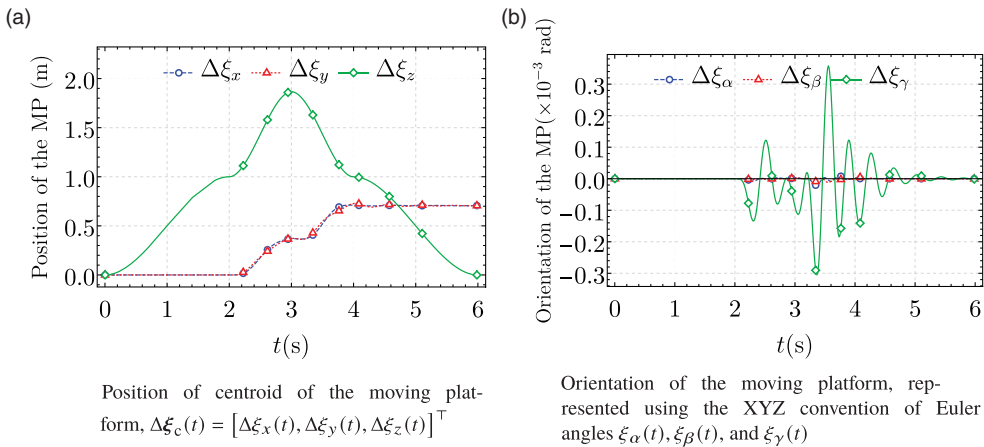 (a)
Position of the MP (m)
Δξx Δξy Δξz
2.0
1.5
1.0
0.5
0.0
0 1 2 3 4 5 6
t(s)
Position of centroid of the moving plat-
form, Δξc(t) = [Δξx(t), Δξy(t), Δξz(t)]⊤
(b)
Orientation of the MP(×10−3 rad)
Δξα Δξβ Δξγ
0.3
0.2
0.1
0.0
−0.1
−0.2
−0.3
0 1 2 3 4 5 6
t(s)
Orientation of the moving platform, rep-
resented using the XYZ convention of Euler
angles ξα(t), ξβ(t), and ξγ(t)